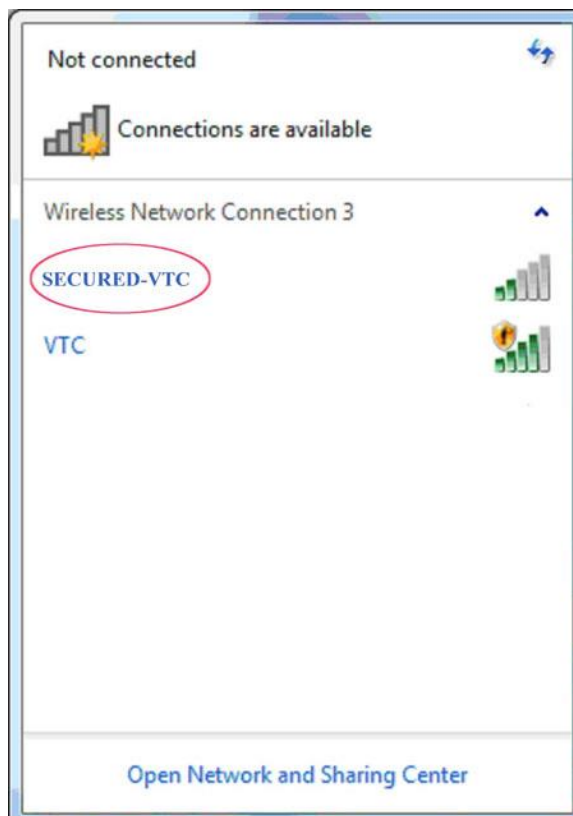 Not connected
Connections are available
Wireless Network Connection 3
SECURED-VTC
VTC
Open Network and Sharing Center